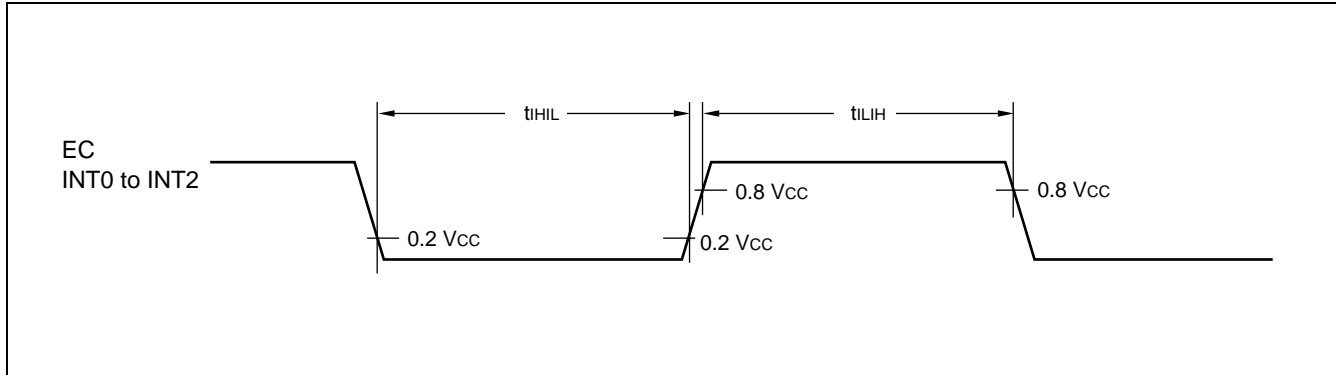 tIHIL
tILIH
EC
INT0 to INT2
0.8 VCC
0.8 VCC
0.2 VCC
0.2 VCC